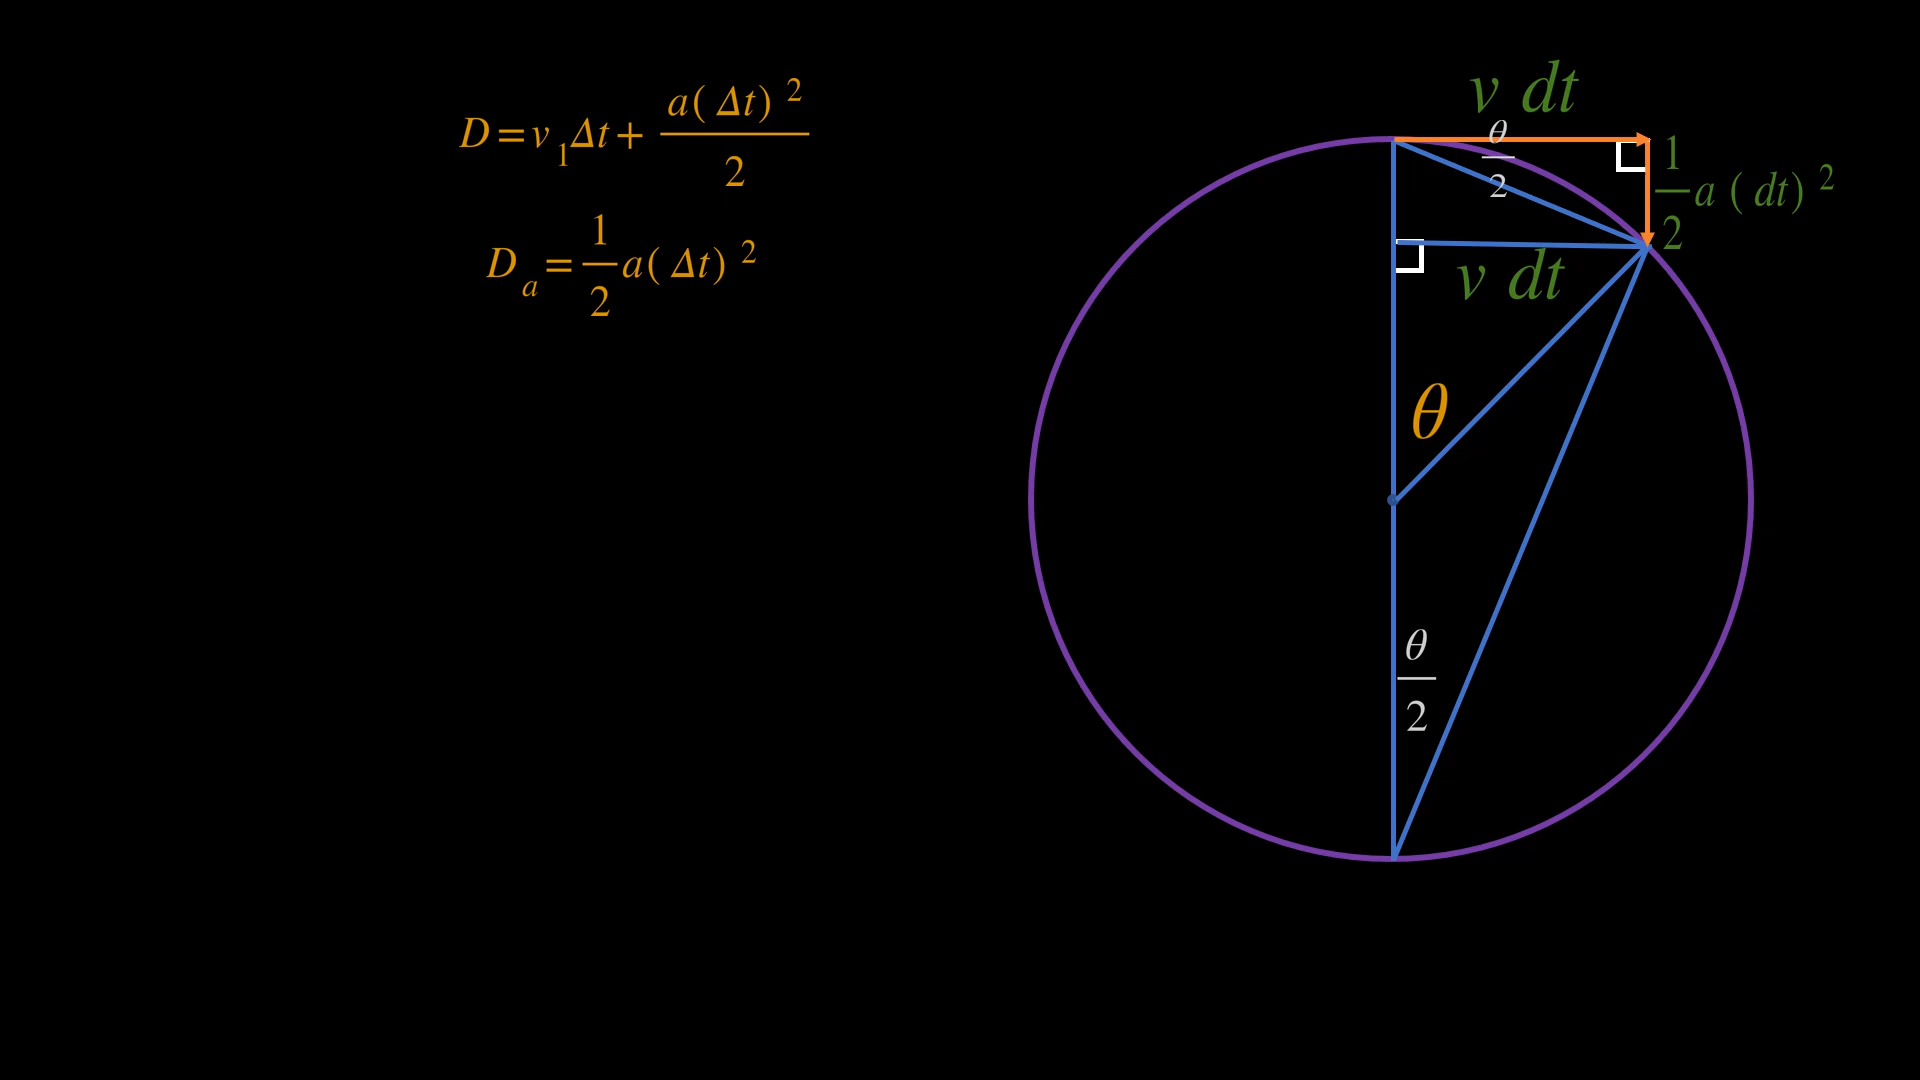 D = v₁Δt + a(Δt)²/2
Dₐ = 1/2 a(Δt)²
v dt
θ/2
1/2 a (dt)²
v dt
θ
θ/2